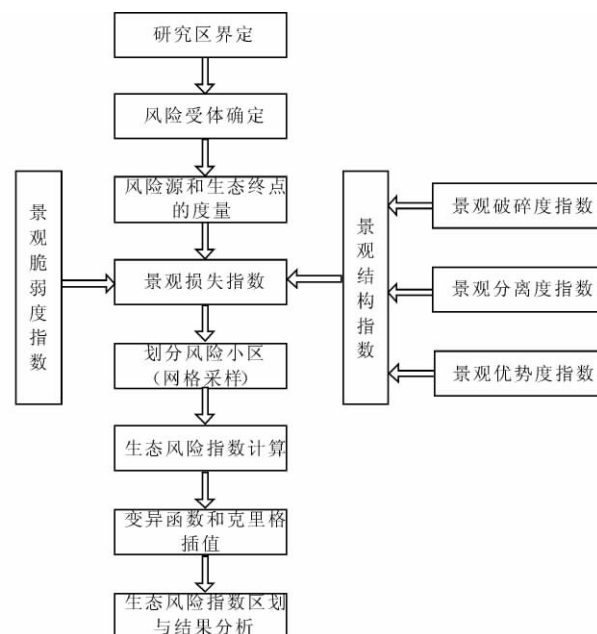 研究区界定
风险受体确定
风险源和生态终点
的度量
景观损失指数
划分风险小区
(网格采样)
生态风险指数计算
变异函数和克里格
插值
生态风险指数区划
与结果分析
景观脆弱度指数
景观结构指数
景观破碎度指数
景观分离度指数
景观优势度指数